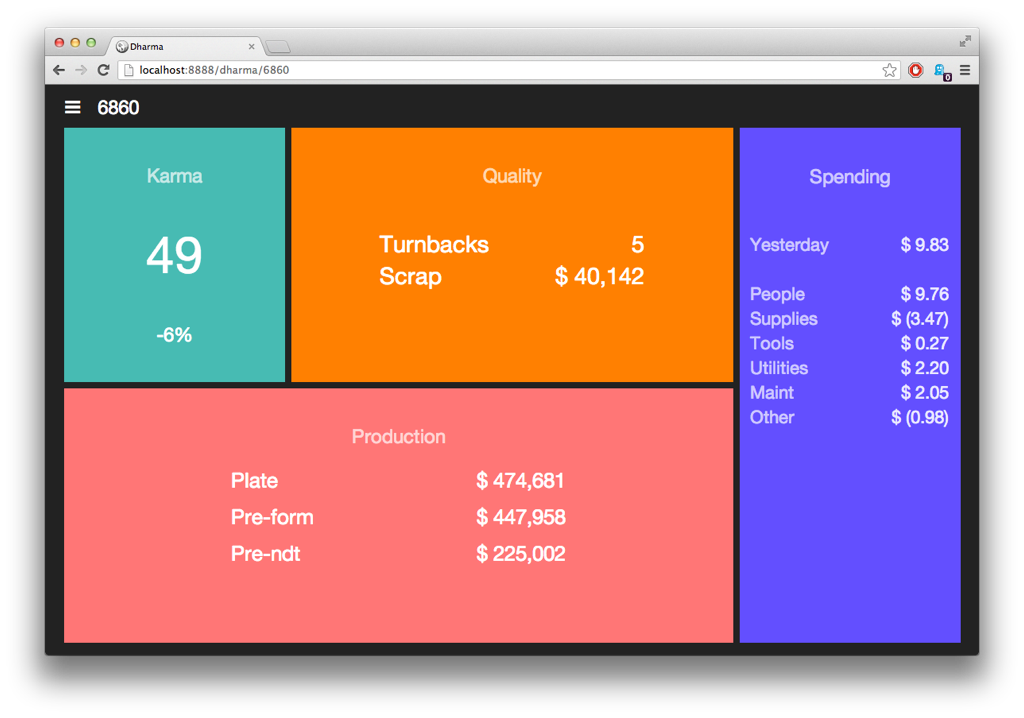 Dharma
localhost:8888/dharma/6860
0
6860
Karma
49
-6%
Quality
Turnbacks 5
Scrap $ 40,142
Production
Plate $ 474,681
Pre-form $ 447,958
Pre-ndt $ 225,002
Spending
Yesterday $ 9.83
People $ 9.76
Supplies $ (3.47)
Tools $ 0.27
Utilities $ 2.20
Maint $ 2.05
Other $ (0.98)